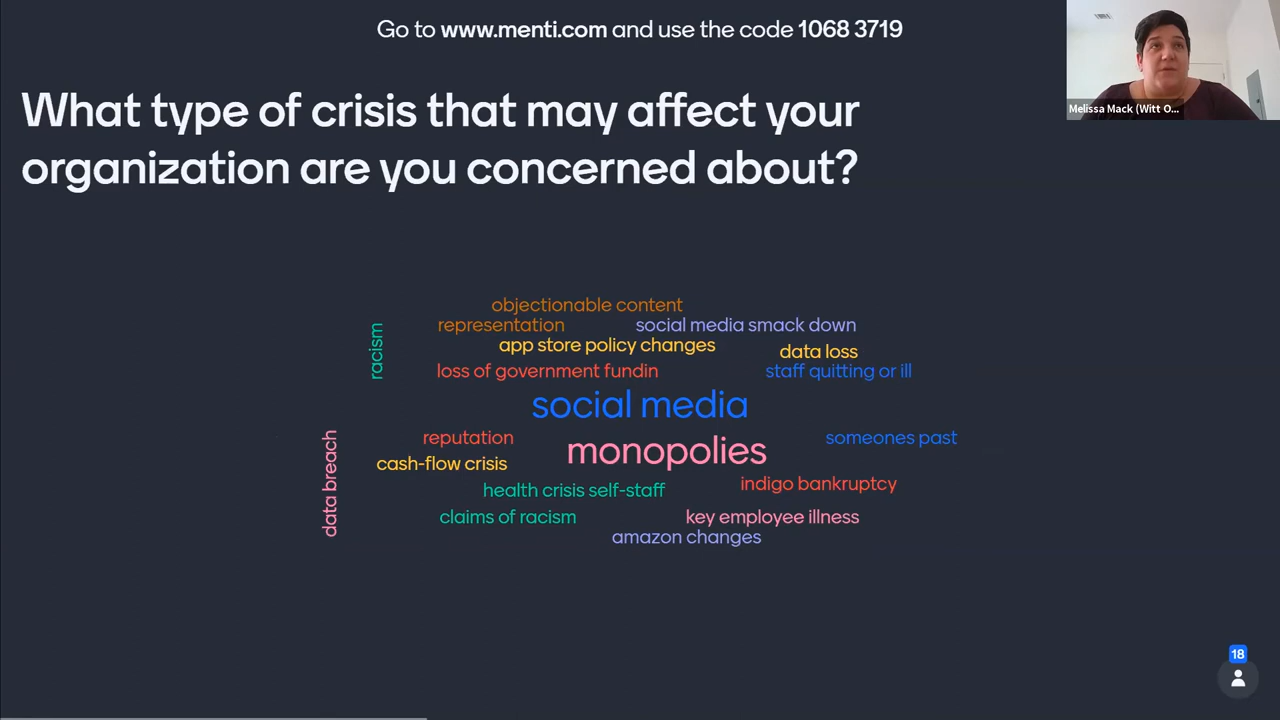 Go to www.menti.com and use the code 1068 3719
Melissa Mack (Witt O...
What type of crisis that may affect your
organization are you concerned about?
objectionable content
representation
social media smack down
racism
app store policy changes
data loss
loss of government fundin
staff quitting or ill
social media
reputation
monopolies
someones past
data breach
cash-flow crisis
health crisis self-staff
indigo bankruptcy
claims of racism
key employee illness
amazon changes
18